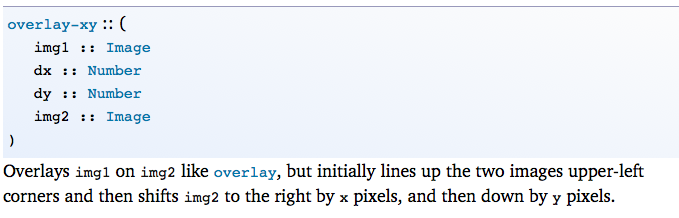 overlay-xy :: (
img1 :: Image
dx :: Number
dy :: Number
img2 :: Image
)
Overlays img1 on img2 like overlay, but initially lines up the two images upper-left
corners and then shifts img2 to the right by x pixels, and then down by y pixels.